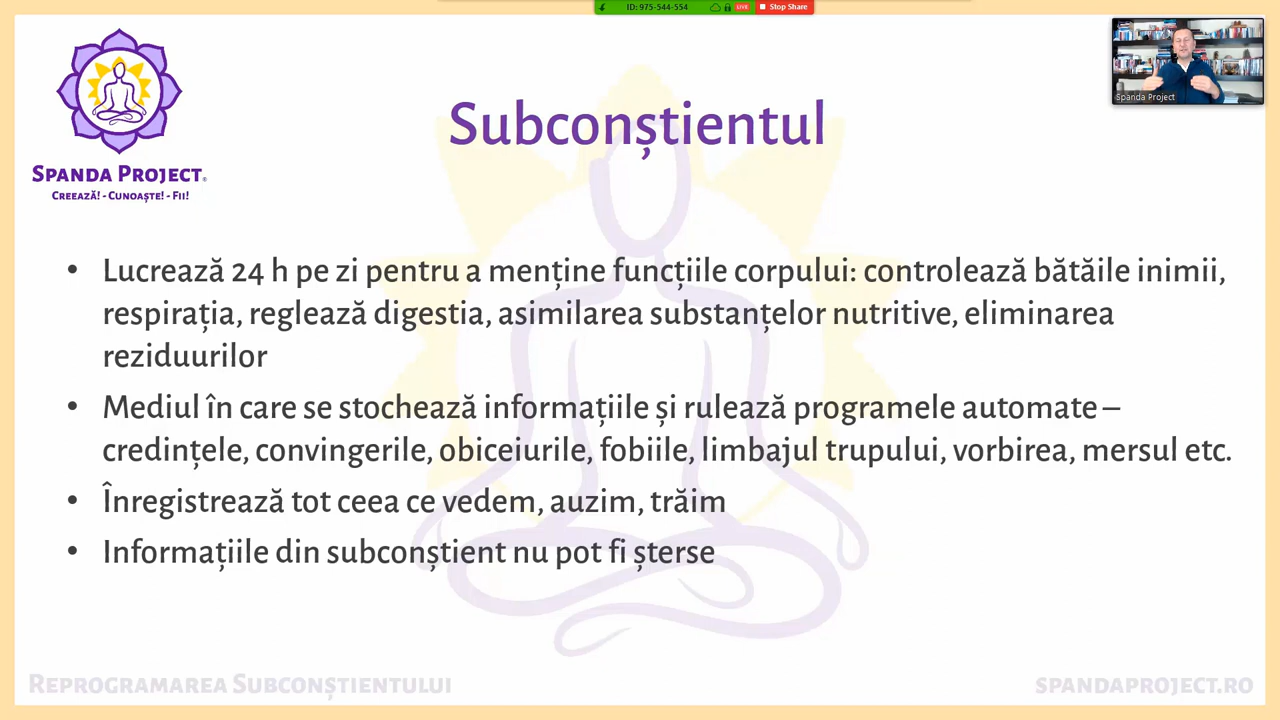 ID: 975-544-554
LIVE
Stop Share
Spanda Project
SPANDA PROJECT®
CREEAZĂ! - CUNOAȘTE! - FII!
Subconștientul
• Lucrează 24 h pe zi pentru a menține funcțiile corpului: controlează bătăile inimii,
respirația, reglează digestia, asimilarea substanțelor nutritive, eliminarea
reziduurilor
• Mediul în care se stochează informațiile și rulează programele automate –
credințele, convingerile, obiceiurile, fobiile, limbajul trupului, vorbirea, mersul etc.
• Înregistrează tot ceea ce vedem, auzim, trăim
• Informațiile din subconștient nu pot fi șterse
REPROGRAMAREA SUBCONȘTIENTULUI
SPANDAPROJECT.RO